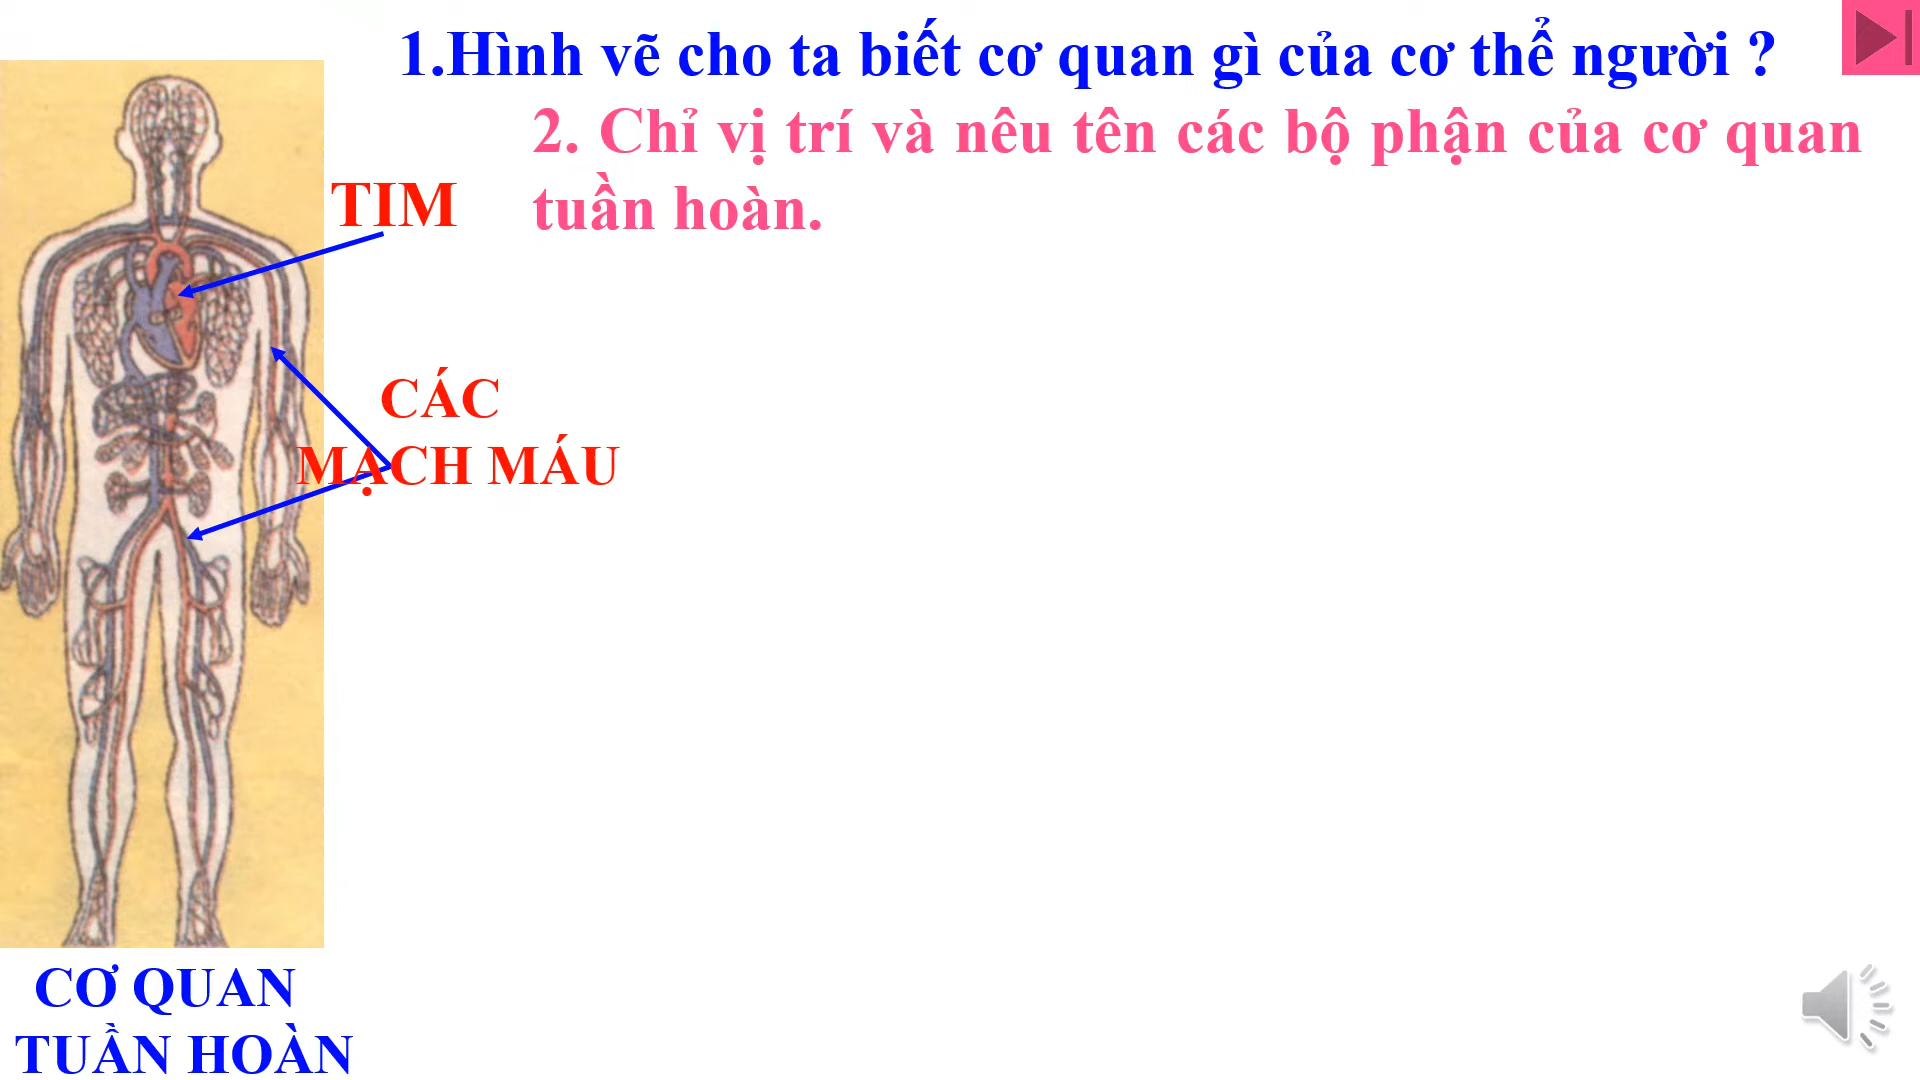 1.Hình vẽ cho ta biết cơ quan gì của cơ thể người ?
2. Chỉ vị trí và nêu tên các bộ phận của cơ quan
tuần hoàn.
TIM
CÁC
MẠCH MÁU
CƠ QUAN
TUẦN HOÀN